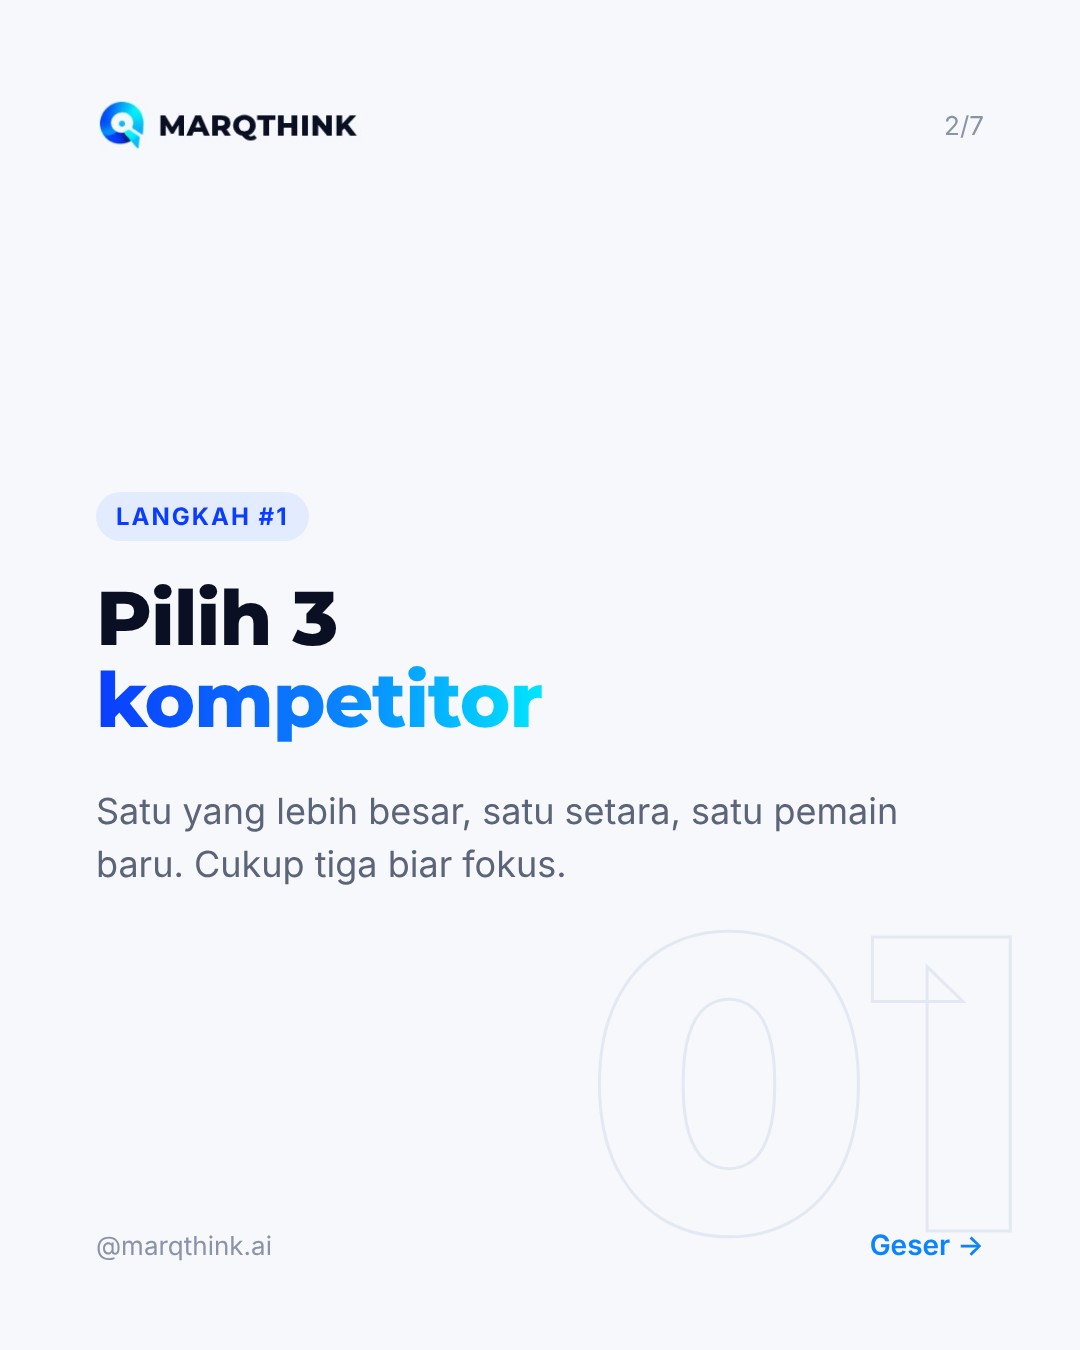 MARQTHINK
2/7
LANGKAH #1
Pilih 3
kompetitor
Satu yang lebih besar, satu setara, satu pemain
baru. Cukup tiga biar fokus.
01
@marqthink.ai
Geser →